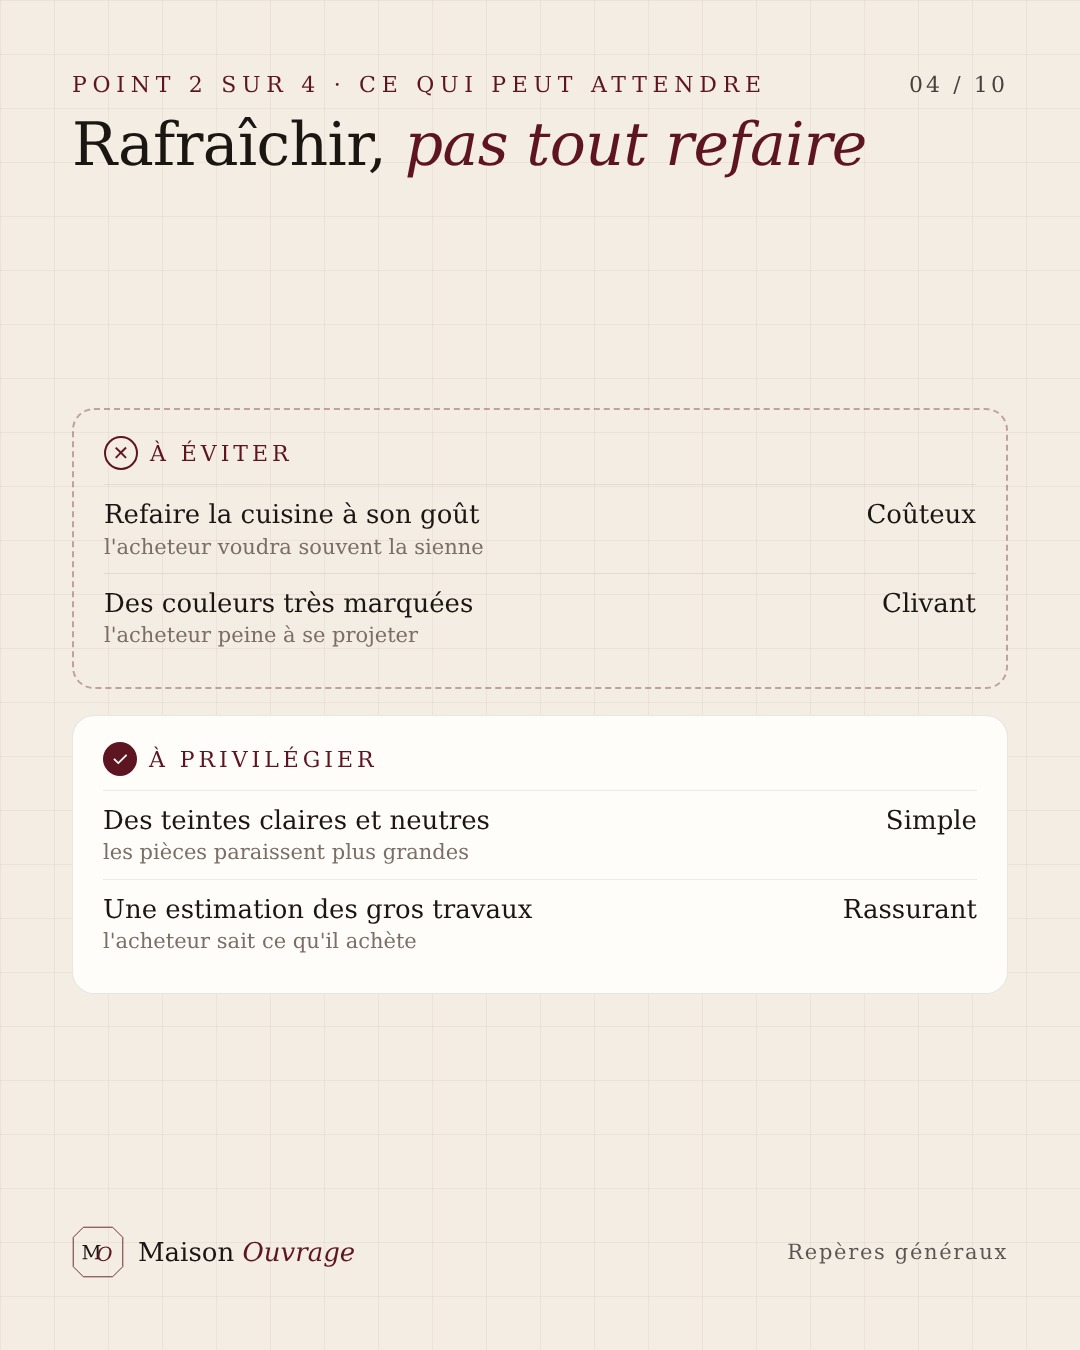 POINT 2 SUR 4 · CE QUI PEUT ATTENDRE 04 / 10
Rafraîchir, pas tout refaire
À ÉVITER
Refaire la cuisine à son goût Coûteux
l'acheteur voudra souvent la sienne
Des couleurs très marquées Clivant
l'acheteur peine à se projeter
À PRIVILÉGIER
Des teintes claires et neutres Simple
les pièces paraissent plus grandes
Une estimation des gros travaux Rassurant
l'acheteur sait ce qu'il achète
MO Maison Ouvrage Repères généraux